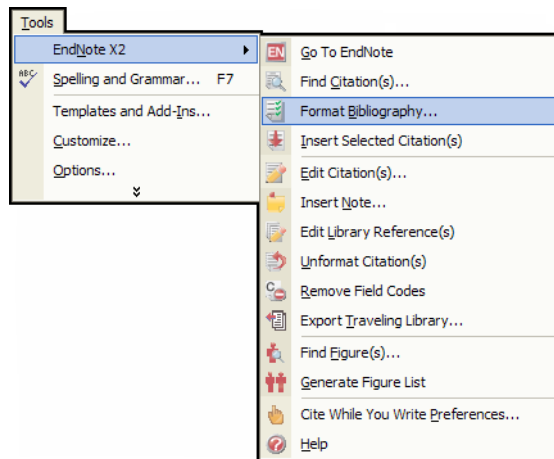 Tools
EndNote X2
ABC
Spelling and Grammar... F7
Templates and Add-Ins...
Customize...
Options...
EN
Go To EndNote
Find Citation(s)...
Format Bibliography...
Insert Selected Citation(s)
Edit Citation(s)...
Insert Note...
Edit Library Reference(s)
Unformat Citation(s)
Remove Field Codes
Export Traveling Library...
Find Figure(s)...
Generate Figure List
Cite While You Write Preferences...
Help